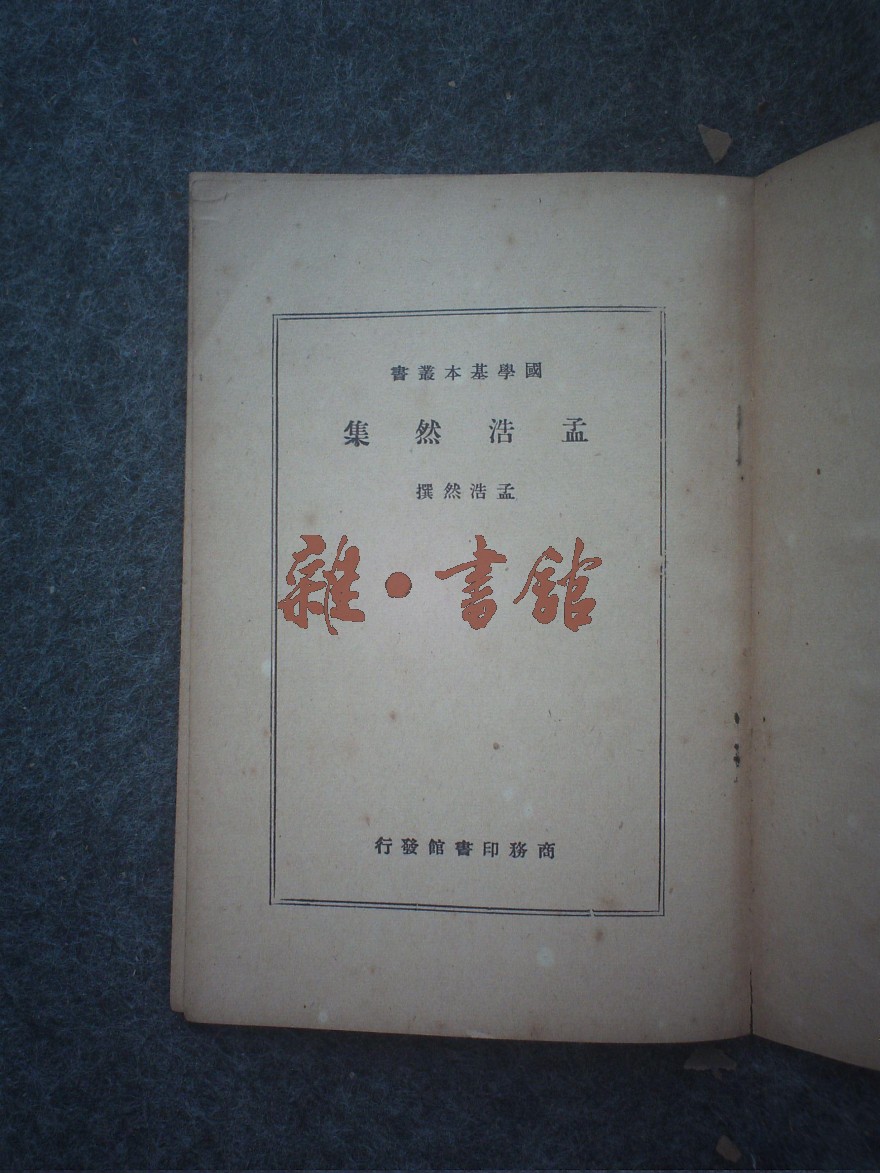 國學基本叢書
孟浩然集
孟浩然撰
雜·書館
商務印書館發行